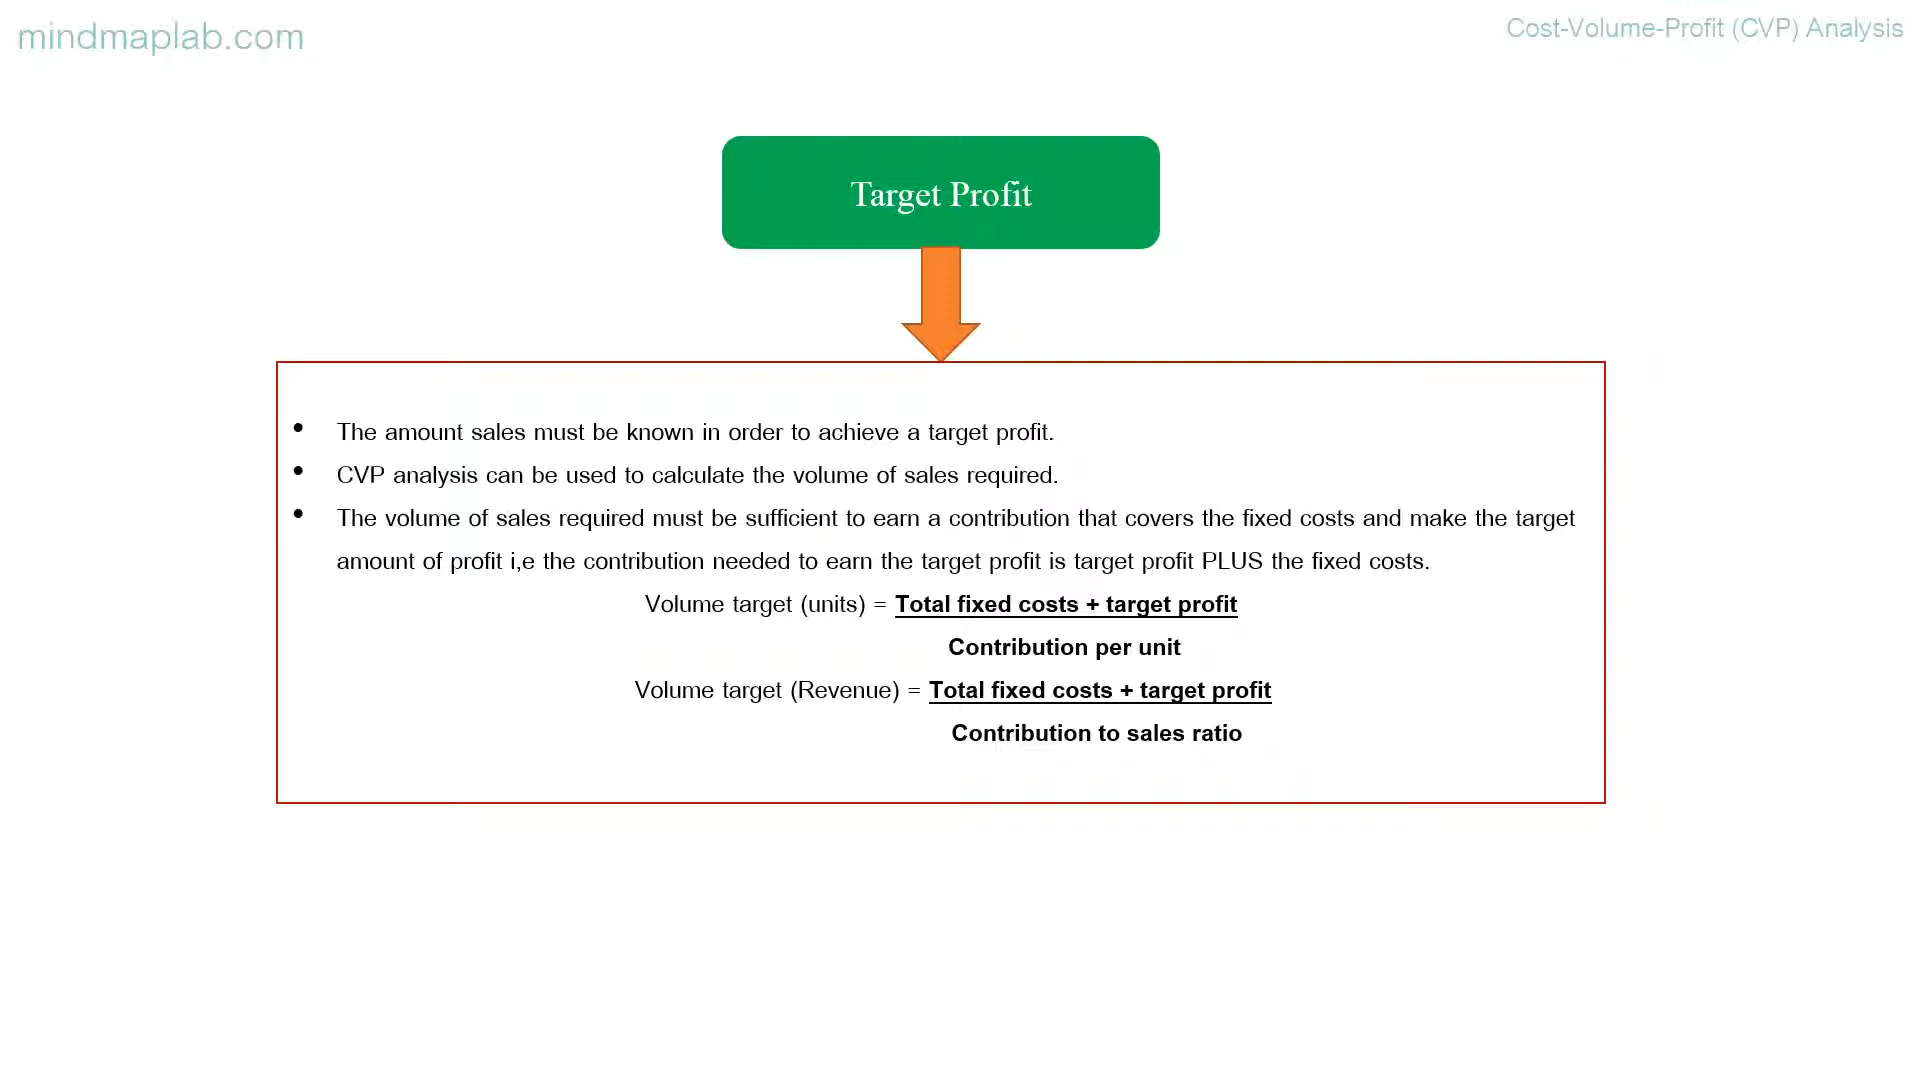 mindmaplab.com
Cost-Volume-Profit (CVP) Analysis
Target Profit
• The amount sales must be known in order to achieve a target profit.
• CVP analysis can be used to calculate the volume of sales required.
• The volume of sales required must be sufficient to earn a contribution that covers the fixed costs and make the target
amount of profit i,e the contribution needed to earn the target profit is target profit PLUS the fixed costs.
Volume target (units) = Total fixed costs + target profit
Contribution per unit
Volume target (Revenue) = Total fixed costs + target profit
Contribution to sales ratio